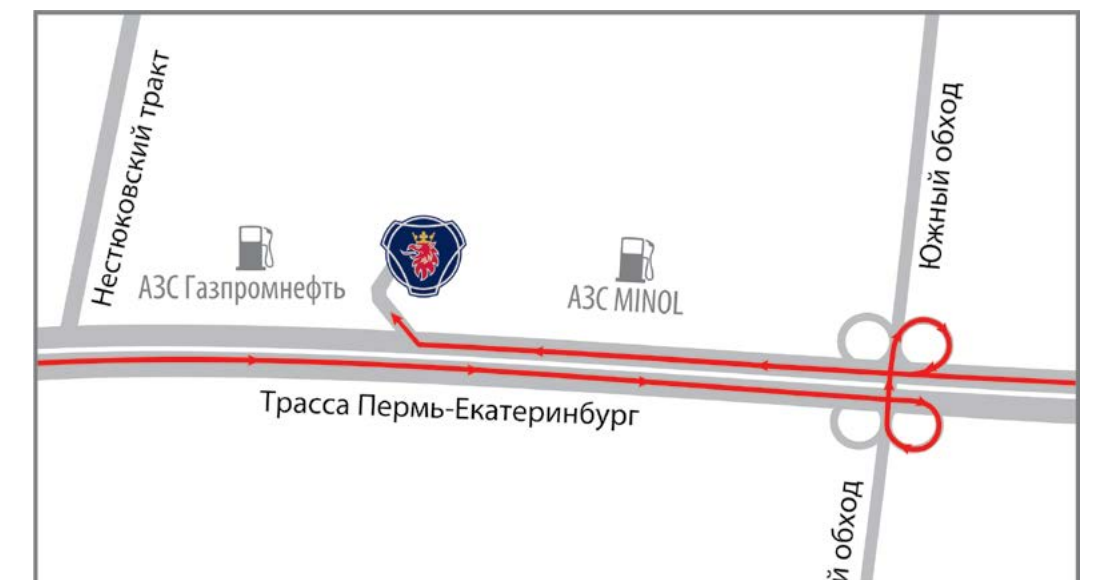 Нестюковский тракт
Южный обход
АЗС Газпромнефть
АЗС MINOL
Трасса Пермь-Екатеринбург
й обход